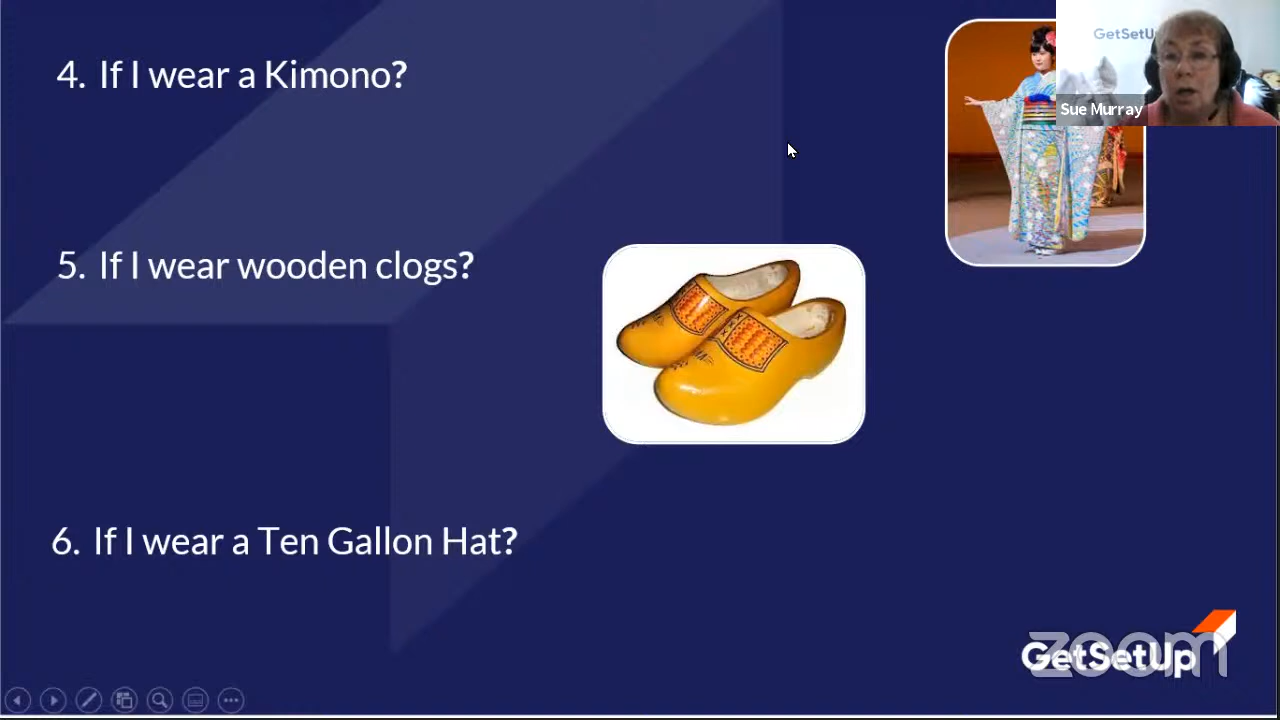 4. If I wear a Kimono?
GetSetUp
Sue Murray
5. If I wear wooden clogs?
6. If I wear a Ten Gallon Hat?
zoom
GetSetUp